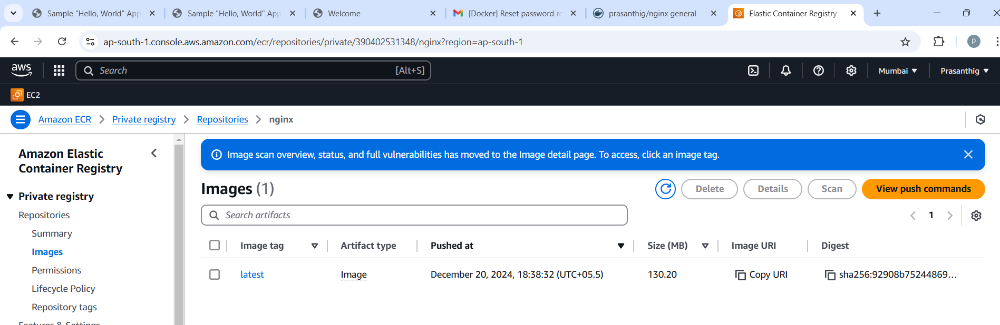 Sample "Hello, World" App
Sample "Hello, World" App
Welcome
[Docker] Reset password re
prasanthig/nginx general
Elastic Container Registry -
ap-south-1.console.aws.amazon.com/ecr/repositories/private/390402531348/nginx?region=ap-south-1
P
aws
Search
[Alt+S]
Mumbai
Prasanthig
EC2
Amazon ECR
Private registry
Repositories
nginx
Amazon Elastic
Container Registry
Private registry
Repositories
Summary
Images
Permissions
Lifecycle Policy
Repository tags
Features & Settings
Image scan overview, status, and full vulnerabilities has moved to the Image detail page. To access, click an image tag.
Images (1)
Delete
Details
Scan
View push commands
Search artifacts
1
Image tag
Artifact type
Pushed at
Size (MB)
Image URI
Digest
latest
Image
December 20, 2024, 18:38:32 (UTC+05.5)
130.20
Copy URI
sha256:92908b75244869...